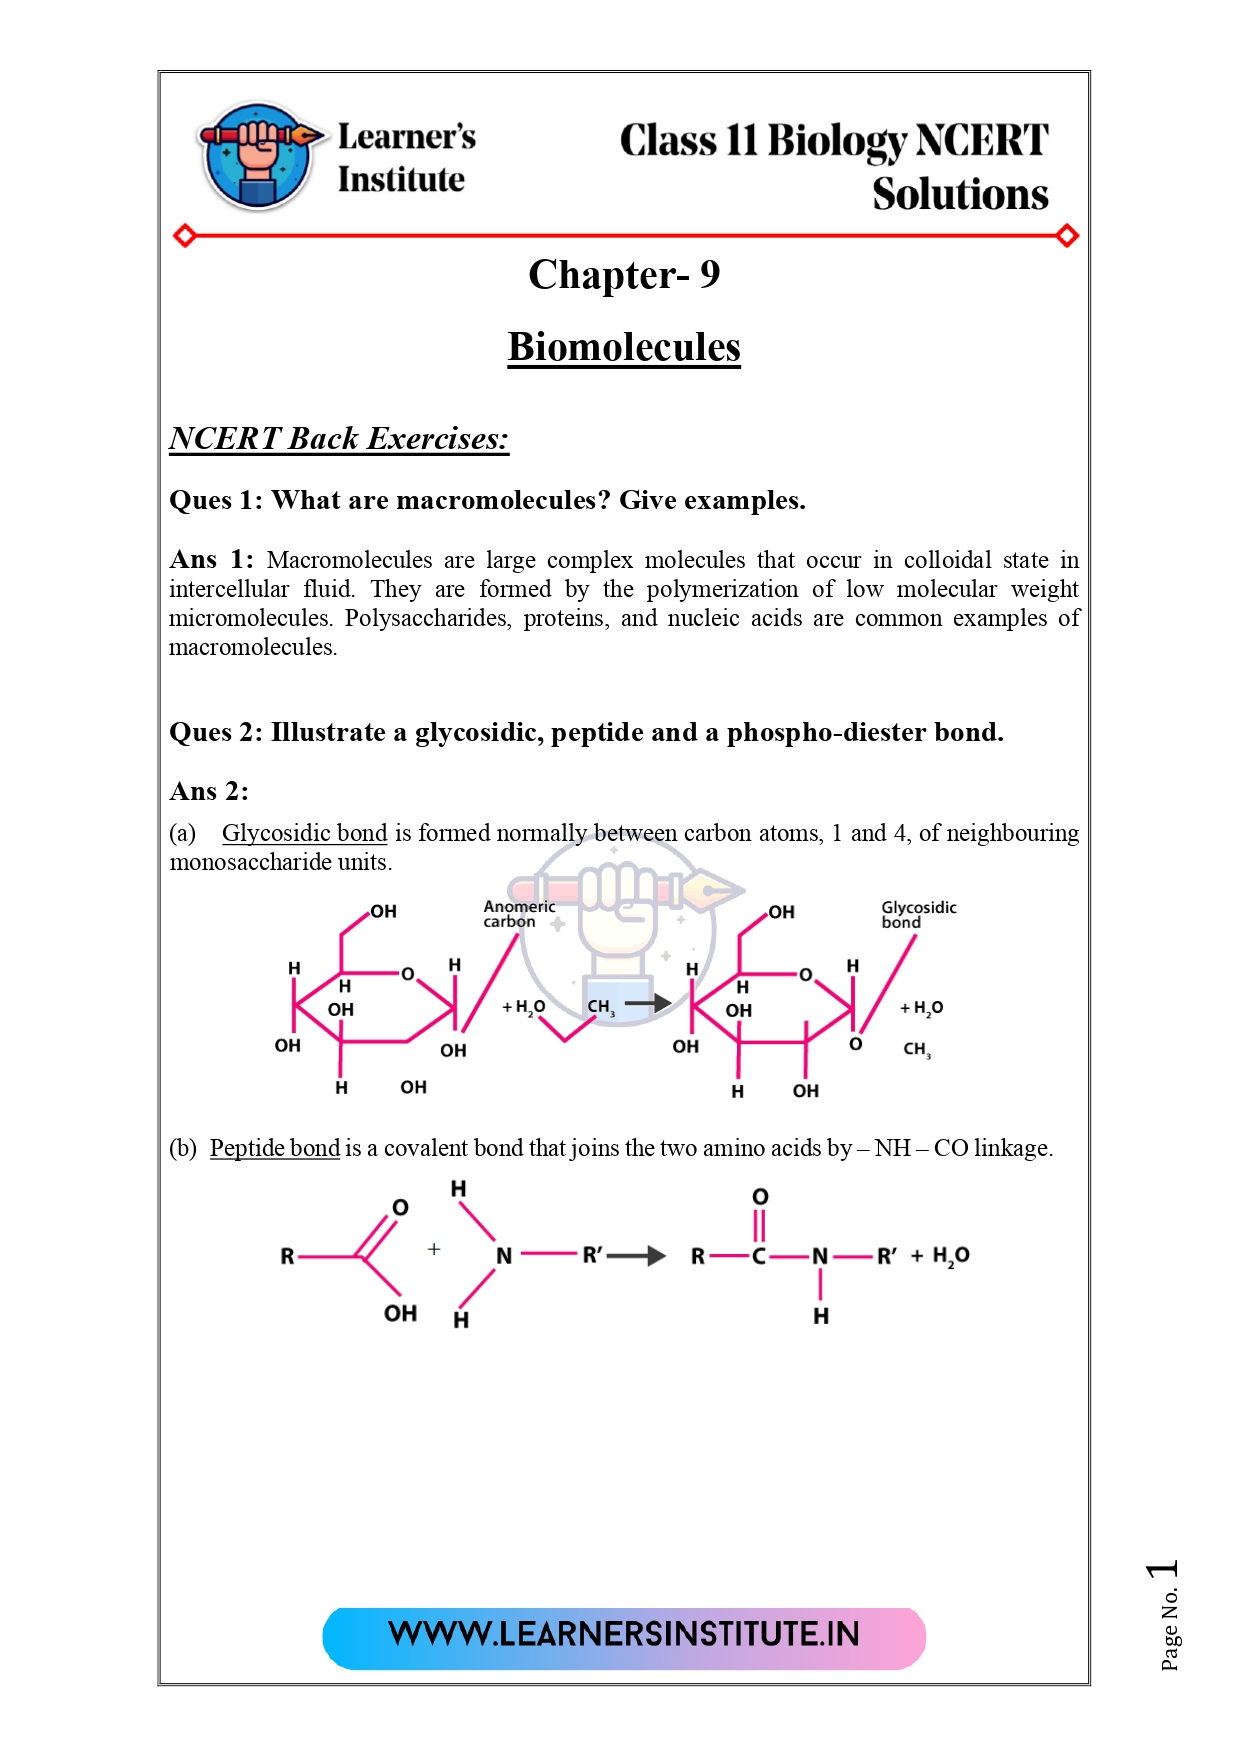 Learner's
Institute
Class 11 Biology NCERT
Solutions
Chapter- 9
Biomolecules
NCERT Back Exercises:
Ques 1: What are macromolecules? Give examples.
Ans 1: Macromolecules are large complex molecules that occur in colloidal state in
intercellular fluid. They are formed by the polymerization of low molecular weight
micromolecules. Polysaccharides, proteins, and nucleic acids are common examples of
macromolecules.
Ques 2: Illustrate a glycosidic, peptide and a phospho-diester bond.
Ans 2:
(a) Glycosidic bond is formed normally between carbon atoms, 1 and 4, of neighbouring
monosaccharide units.
OH
Anomeric
carbon
H
O
H
H
OH
OH
OH
H
OH
+ H₂O
CH₃
OH
Glycosidic
bond
H
O
H
H
OH
OH
O
H
OH
+ H₂O
CH₃
(b) Peptide bond is a covalent bond that joins the two amino acids by – NH – CO linkage.
H
O
R
+
N
R'
OH
H
O
R
C
N
R'
+ H₂O
H
WWW.LEARNERSINSTITUTE.IN
Page No. 1